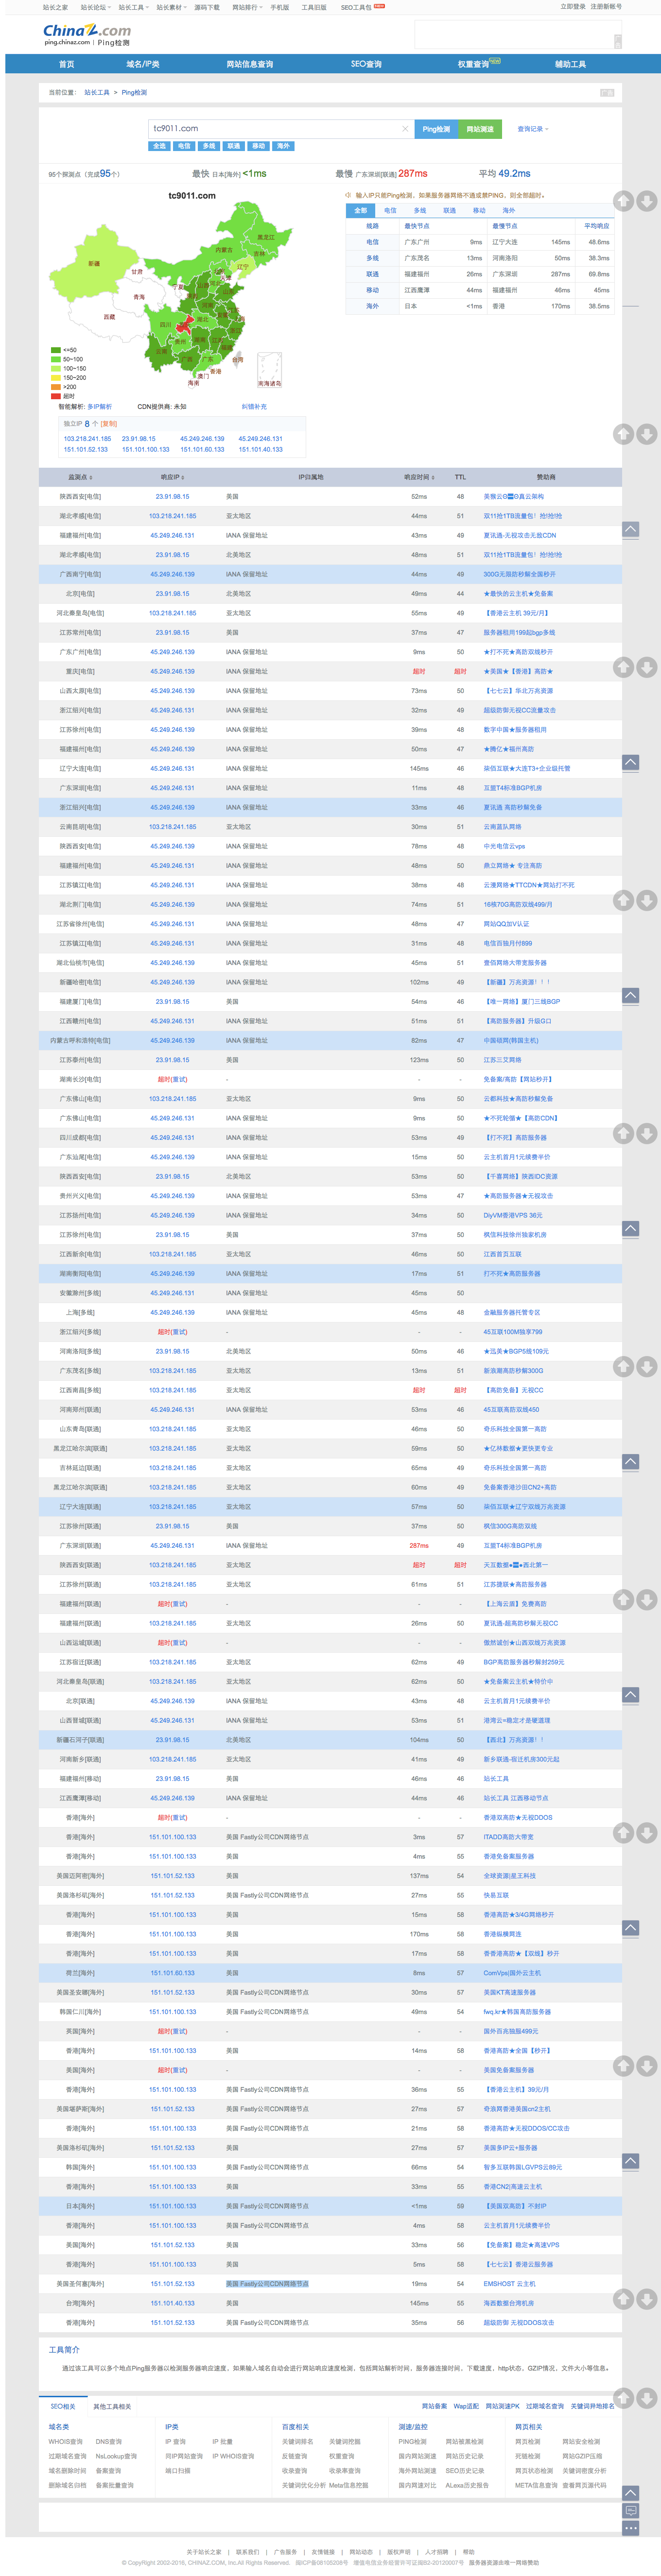 站长之家 站长论坛 站长工具 站长素材 源码下载 网站排行 手机版 工具旧版 SEO工具包
立即登录 注册新帐号
ChinaZ.com
ping.chinaz.com | Ping检测
首页 域名/IP类 网站信息查询 SEO查询 权重查询 辅助工具
当前位置： 站长工具 > Ping检测
tc9011.com
Ping检测 网站测速 查询记录
全选 电信 多线 联通 移动 海外
95个探测点（完成95个） 最快 日本[海外] <1ms 最慢 广东深圳[联通] 287ms 平均 49.2ms
tc9011.com
输入IP只能Ping检测，如果服务器网络不通或禁PING，则全部超时。
全部 电信 多线 联通 移动 海外
线路 最快节点 最慢节点 平均响应
电信 广东广州 9ms 辽宁大连 145ms 48.6ms
多线 广东茂名 13ms 河南洛阳 50ms 38.3ms
联通 福建福州 26ms 广东深圳 287ms 69.8ms
移动 江西鹰潭 44ms 福建福州 46ms 45ms
海外 日本 <1ms 香港 170ms 38.5ms
<=50
50~100
100~150
150~200
>200
超时
智能解析: 多IP解析 CDN提供商: 未知 纠错补充
独立IP 8 个 [复制]
103.218.241.185 23.91.98.15 45.249.246.139 45.249.246.131
151.101.52.133 151.101.100.133 151.101.60.133 151.101.40.133
监测点 响应IP IP归属地 响应时间 TTL 赞助商
陕西西安[电信] 23.91.98.15 美国 52ms 48
湖北孝感[电信] 103.218.241.185 亚太地区 44ms 51 双11抢1TB流量包！抢!抢!抢
福建福州[电信] 45.249.246.131 IANA 保留地址 43ms 49 夏讯通-无视攻击无敌CDN
湖北孝感[电信] 23.91.98.15 北美地区 48ms 51 双11抢1TB流量包！抢!抢!抢
广西南宁[电信] 45.249.246.139 IANA 保留地址 44ms 49 300G无限防秒解全国秒开
北京[电信] 23.91.98.15 北美地区 49ms 44 ★最快的云主机★免备案
河北秦皇岛[电信] 103.218.241.185 亚太地区 55ms 49 【香港云主机 39元/月】
江苏常州[电信] 23.91.98.15 美国 37ms 47 服务器租用199起bgp多线
广东广州[电信] 45.249.246.139 IANA 保留地址 9ms 50 ★打不死★高防双线秒开
重庆[电信] 45.249.246.139 IANA 保留地址 超时 超时 ★美国★【香港】高防★
山西太原[电信] 45.249.246.139 IANA 保留地址 73ms 50 【七七云】华北万兆资源
浙江绍兴[电信] 45.249.246.131 IANA 保留地址 32ms 49 超级防御无视CC流量攻击
江苏徐州[电信] 45.249.246.139 IANA 保留地址 39ms 48 数字中国★服务器租用
福建福州[电信] 45.249.246.139 IANA 保留地址 50ms 47 ★腾亿★福州高防
辽宁大连[电信] 45.249.246.131 IANA 保留地址 145ms 46 柒佰互联★大连T3+企业级托管
广东深圳[电信] 45.249.246.131 IANA 保留地址 11ms 48 互盟T4标准BGP机房
浙江绍兴[电信] 45.249.246.139 IANA 保留地址 33ms 46 夏讯通 高防秒解免备
云南昆明[电信] 103.218.241.185 亚太地区 30ms 51 云南蓝队网络
陕西西安[电信] 45.249.246.139 IANA 保留地址 78ms 48 中光电信云vps
福建福州[电信] 45.249.246.131 IANA 保留地址 48ms 50 鼎立网络★ 专注高防
江苏镇江[电信] 45.249.246.131 IANA 保留地址 38ms 48 云漫网络★TTCDN★网站打不死
湖北荆门[电信] 45.249.246.139 IANA 保留地址 74ms 51 16核70G高防双线499/月
江苏省徐州[电信] 45.249.246.131 IANA 保留地址 48ms 47 网站QQ加V认证
江苏镇江[电信] 45.249.246.131 IANA 保留地址 31ms 48 电信百独月付899
湖北仙桃市[电信] 45.249.246.131 IANA 保留地址 45ms 51 壹佰网络大带宽服务器
新疆哈密[电信] 45.249.246.139 IANA 保留地址 102ms 49 【新疆】万兆资源！！！
福建厦门[电信] 23.91.98.15 美国 54ms 46 【唯一网络】厦门三线BGP
江西赣州[电信] 45.249.246.131 IANA 保留地址 51ms 51 【高防服务器】升级G口
内蒙古呼和浩特[电信] 45.249.246.139 IANA 保留地址 82ms 47 中国硕网(韩国主机)
江苏泰州[电信] 23.91.98.15 美国 123ms 50 江苏三艾网络
湖南长沙[电信] 超时(重试) - - - 免备案/高防【网站秒开】
广东佛山[电信] 103.218.241.185 亚太地区 9ms 50 云都科技★高防秒解免备
广东佛山[电信] 45.249.246.131 IANA 保留地址 9ms 50 ★不死轮循★【高防CDN】
四川成都[电信] 45.249.246.131 IANA 保留地址 53ms 49 【打不死】高防服务器
广东汕尾[电信] 45.249.246.139 IANA 保留地址 15ms 50 云主机首月1元续费半价
陕西西安[电信] 23.91.98.15 北美地区 53ms 50 【千喜网络】陕西IDC资源
贵州兴义[电信] 45.249.246.139 IANA 保留地址 53ms 47 ★高防服务器★无视攻击
江苏扬州[电信] 45.249.246.139 IANA 保留地址 34ms 50 DiyVM香港VPS 36元
江苏徐州[电信] 23.91.98.15 美国 37ms 50 枫信科技徐州独家机房
江西新余[电信] 103.218.241.185 亚太地区 46ms 50 江西首页互联
湖南衡阳[电信] 45.249.246.139 IANA 保留地址 17ms 51 打不死★高防服务器
安徽滁州[多线] 45.249.246.131 IANA 保留地址 45ms 50
上海[多线] 45.249.246.139 IANA 保留地址 45ms 48 金融服务器托管专区
浙江绍兴[多线] 超时(重试) - - - 45互联100M独享799
河南洛阳[多线] 23.91.98.15 北美地区 50ms 46 ★迅美★BGP5线109元
广东茂名[多线] 103.218.241.185 亚太地区 13ms 51 新浪潮高防秒解300G
江西南昌[多线] 103.218.241.185 亚太地区 超时 超时 【高防免备】无视CC
河南郑州[联通] 45.249.246.131 IANA 保留地址 53ms 46 45互联高防双线450
山东青岛[联通] 103.218.241.185 亚太地区 46ms 50 奇乐科技全国第一高防
黑龙江哈尔滨[联通] 103.218.241.185 亚太地区 59ms 50 ★亿林数据★更快更专业
吉林延边[联通] 103.218.241.185 亚太地区 65ms 49 奇乐科技全国第一高防
黑龙江哈尔滨[联通] 103.218.241.185 亚太地区 60ms 49 免备案香港沙田CN2+高防
辽宁大连[联通] 103.218.241.185 亚太地区 57ms 50 柒佰互联★辽宁双线万兆资源
江苏徐州[联通] 23.91.98.15 美国 37ms 50 枫信300G高防双线
广东深圳[联通] 45.249.246.131 IANA 保留地址 287ms 49 互盟T4标准BGP机房
陕西西安[联通] 103.218.241.185 亚太地区 超时 超时
江苏徐州[联通] 103.218.241.185 亚太地区 61ms 51 江苏捷联★高防服务器
福建福州[联通] 超时(重试) - - - 【上海云盾】免费高防
福建福州[联通] 103.218.241.185 亚太地区 26ms 50 夏讯通-超高防秒解无视CC
山西运城[联通] 超时(重试) - - - 傲然诚创★山西双线万兆资源
江苏宿迁[联通] 103.218.241.185 亚太地区 62ms 49 BGP高防服务器秒解封259元
河北秦皇岛[联通] 103.218.241.185 亚太地区 62ms 50 ★免备案云主机★特价中
北京[联通] 45.249.246.139 IANA 保留地址 43ms 48 云主机首月1元续费半价
山西晋城[联通] 45.249.246.131 IANA 保留地址 53ms 51 港湾云=稳定才是硬道理
新疆石河子[联通] 23.91.98.15 北美地区 104ms 50 【西北】万兆资源！！
河南新乡[联通] 103.218.241.185 亚太地区 41ms 49 新乡联通-宿迁机房300元起
福建福州[移动] 23.91.98.15 美国 46ms 46 站长工具
江西鹰潭[移动] 45.249.246.139 IANA 保留地址 44ms 46 站长工具 江西移动节点
香港[海外] 超时(重试) - - - 香港双高防★无视DDOS
香港[海外] 151.101.100.133 美国 Fastly公司CDN网络节点 3ms 57 ITADD高防大带宽
香港[海外] 151.101.100.133 美国 4ms 55 香港免备案服务器
美国迈阿密[海外] 151.101.52.133 美国 137ms 54 全球资源|星王科技
美国洛杉矶[海外] 151.101.52.133 美国 Fastly公司CDN网络节点 27ms 55 快易互联
香港[海外] 151.101.100.133 美国 15ms 58 香港高防★3/4G网络秒开
香港[海外] 151.101.100.133 美国 170ms 58 香港纵横网连
香港[海外] 151.101.100.133 美国 17ms 58 香香港高防★【双线】秒开
荷兰[海外] 151.101.60.133 美国 6ms 57 ComVps|国外云主机
美国圣安娜[海外] 151.101.52.133 美国 Fastly公司CDN网络节点 30ms 57 美国KT高速服务器
韩国仁川[海外] 151.101.100.133 美国 Fastly公司CDN网络节点 49ms 54 fwq.kr★韩国高防服务器
英国[海外] 超时(重试) - - - 国外百兆独服499元
香港[海外] 151.101.100.133 美国 14ms 58 香港高防★全国【秒开】
美国[海外] 超时(重试) - - - 美国免备案服务器
香港[海外] 151.101.100.133 美国 Fastly公司CDN网络节点 36ms 55 【香港云主机】39元/月
美国堪萨斯[海外] 151.101.52.133 美国 Fastly公司CDN网络节点 27ms 57 奇浪网香港美国cn2主机
香港[海外] 151.101.100.133 美国 Fastly公司CDN网络节点 21ms 58 香港高防★无视DDOS/CC攻击
美国洛杉矶[海外] 151.101.52.133 美国 27ms 57 美国多IP云+服务器
韩国[海外] 151.101.100.133 美国 Fastly公司CDN网络节点 66ms 54 智多互联韩国LGVPS云89元
香港[海外] 151.101.100.133 美国 33ms 55 香港CN2|高速云主机
日本[海外] 151.101.100.133 美国 Fastly公司CDN网络节点 <1ms 59 【美国双高防】不封IP
香港[海外] 151.101.100.133 美国 Fastly公司CDN网络节点 4ms 58 云主机首月1元续费半价
美国[海外] 151.101.52.133 美国 33ms 56 【免备案】稳定★高速VPS
香港[海外] 151.101.100.133 美国 5ms 58 【七七云】香港云服务器
美国圣何塞[海外] 151.101.52.133 美国 Fastly公司CDN网络节点 19ms 54 EMSHOST 云主机
台湾[海外] 151.101.40.133 美国 145ms 55 海西数据台湾机房
香港[海外] 151.101.52.133 美国 Fastly公司CDN网络节点 35ms 56 超级防御 无视DDOS攻击
工具简介
通过该工具可以多个地点Ping服务器以检测服务器响应速度，如果输入域名自动会进行网站响应速度检测，包括网站解析时间，服务器连接时间，下载速度，http状态，GZIP情况，文件大小等信息。
SEO相关 其他工具相关 网站备案 Wap适配 网站测速PK 过期域名查询 关键词异地排名
域名类 IP类 百度相关 测速/监控 网页相关
WHOIS查询 DNS查询 IP 查询 IP 批量 关键词排名 关键词挖掘 PING检测 网站被黑检测 网页检测 网站安全检测
过期域名查询 NsLookup查询 同IP网站查询 IP WHOIS查询 反链查询 权重查询 国内网站测速 网站历史记录 死链检测 网站GZIP压缩
域名删除时间 备案查询 端口扫描 收录查询 收录率查询 海外网站测速 SEO历史记录 网页状态检测 关键词密度分析
删除域名归档 备案批量查询 关键词优化分析 Meta信息挖掘 国内网速对比 ALexa历史报告 META信息查询 查看网页源代码
关于站长之家 | 联系我们 | 广告服务 | 友情链接 | 网站动态 | 版权声明 | 人才招聘 | 帮助
© CopyRight 2002-2016, CHINAZ.COM, Inc.All Rights Reserved. 闽ICP备08105208号 增值电信业务经营许可证闽B2-20120007号 服务器资源由唯一网络赞助